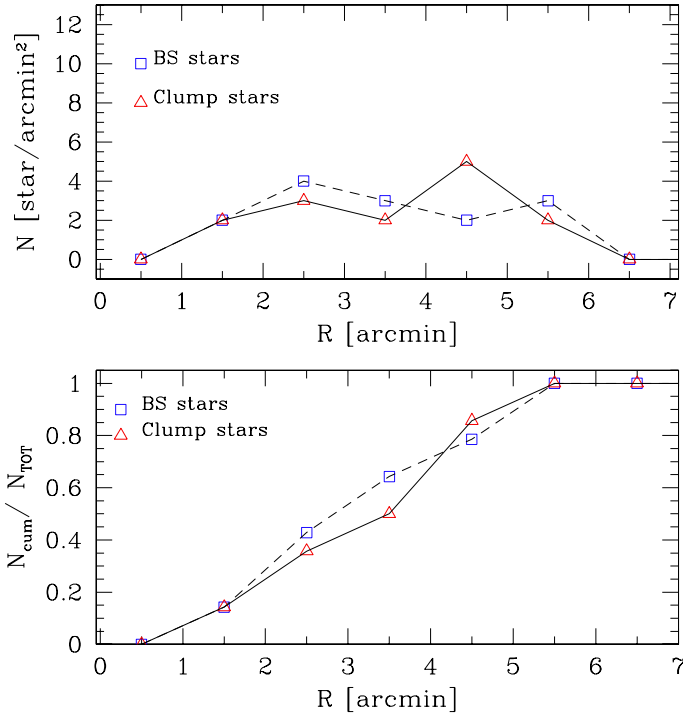 12
10
8
6
4
2
0
N [star/arcmin²]
BS stars
Clump stars
0 1 2 3 4 5 6 7
R [arcmin]
1
0.8
0.6
0.4
0.2
0
N_cum / N_TOT
BS stars
Clump stars
0 1 2 3 4 5 6 7
R [arcmin]